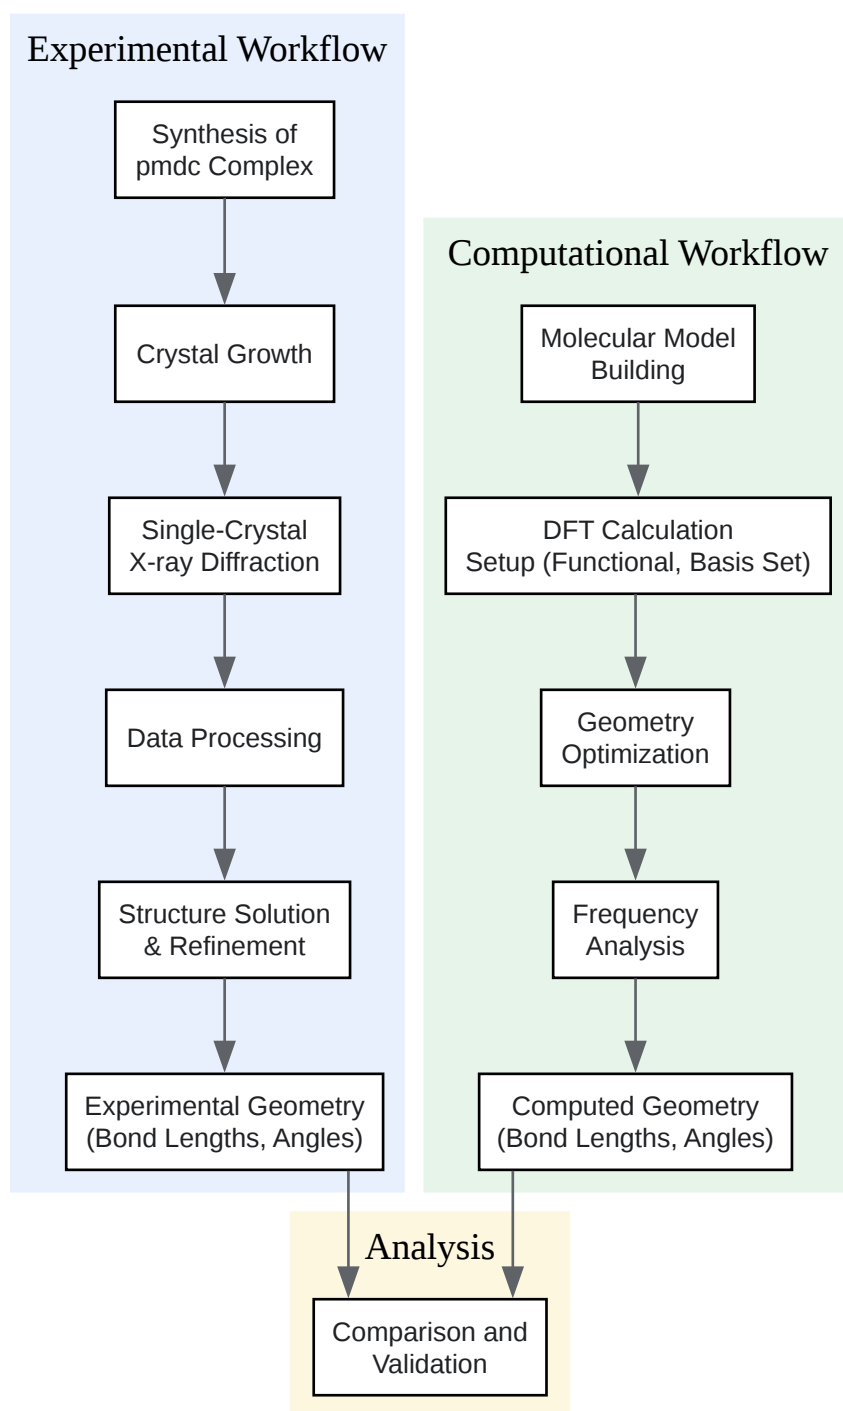 Experimental Workflow
Synthesis of
pmdc Complex
Crystal Growth
Single-Crystal
X-ray Diffraction
Data Processing
Structure Solution
& Refinement
Experimental Geometry
(Bond Lengths, Angles)
Computational Workflow
Molecular Model
Building
DFT Calculation
Setup (Functional, Basis Set)
Geometry
Optimization
Frequency
Analysis
Computed Geometry
(Bond Lengths, Angles)
Analysis
Comparison and
Validation